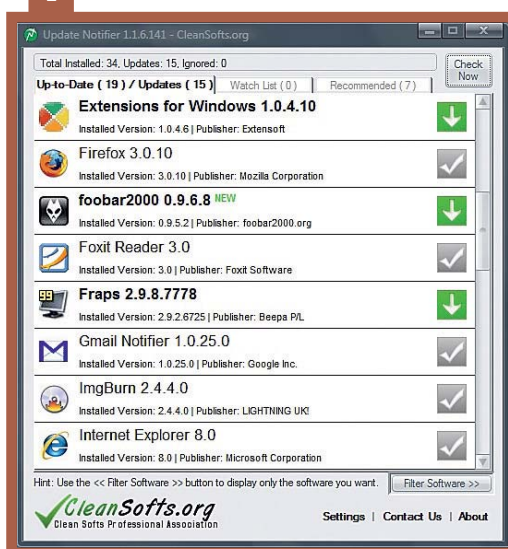 Update Notifier 1.1.6.141 - CleanSofts.org
Total Installed: 34, Updates: 15, Ignored: 0
Check
Now
Up-to-Date ( 19 ) / Updates ( 15 )
Watch List ( 0 )
Recommended ( 7 )
Extensions for Windows 1.0.4.10
Installed Version: 1.0.4.6 | Publisher: Extensoft
Firefox 3.0.10
Installed Version: 3.0.10 | Publisher: Mozilla Corporation
foobar2000 0.9.6.8 NEW
Installed Version: 0.9.5.2 | Publisher: foobar2000.org
Foxit Reader 3.0
Installed Version: 3.0 | Publisher: Foxit Software
99
Fraps 2.9.8.7778
Installed Version: 2.9.2.6725 | Publisher: Beepa P/L
Gmail Notifier 1.0.25.0
Installed Version: 1.0.25.0 | Publisher: Google Inc.
ImgBurn 2.4.4.0
Installed Version: 2.4.4.0 | Publisher: LIGHTNING UK!
Internet Explorer 8.0
Installed Version: 8.0 | Publisher: Microsoft Corporation
Hint: Use the << Filter Software >> button to display only the software you want.
Filter Software >>
CleanSofts.org
Clean Softs Professional Association
Settings | Contact Us | About